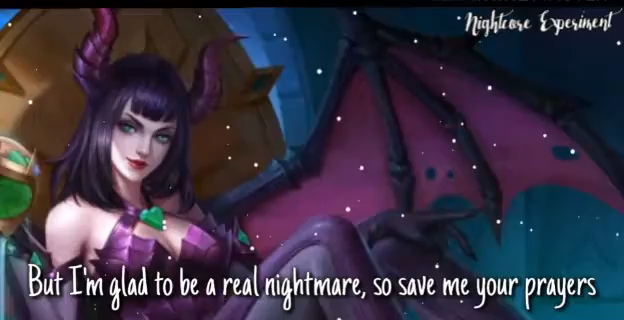 Nightcore Experiment
But I'm glad to be a real nightmare, so save me your prayers